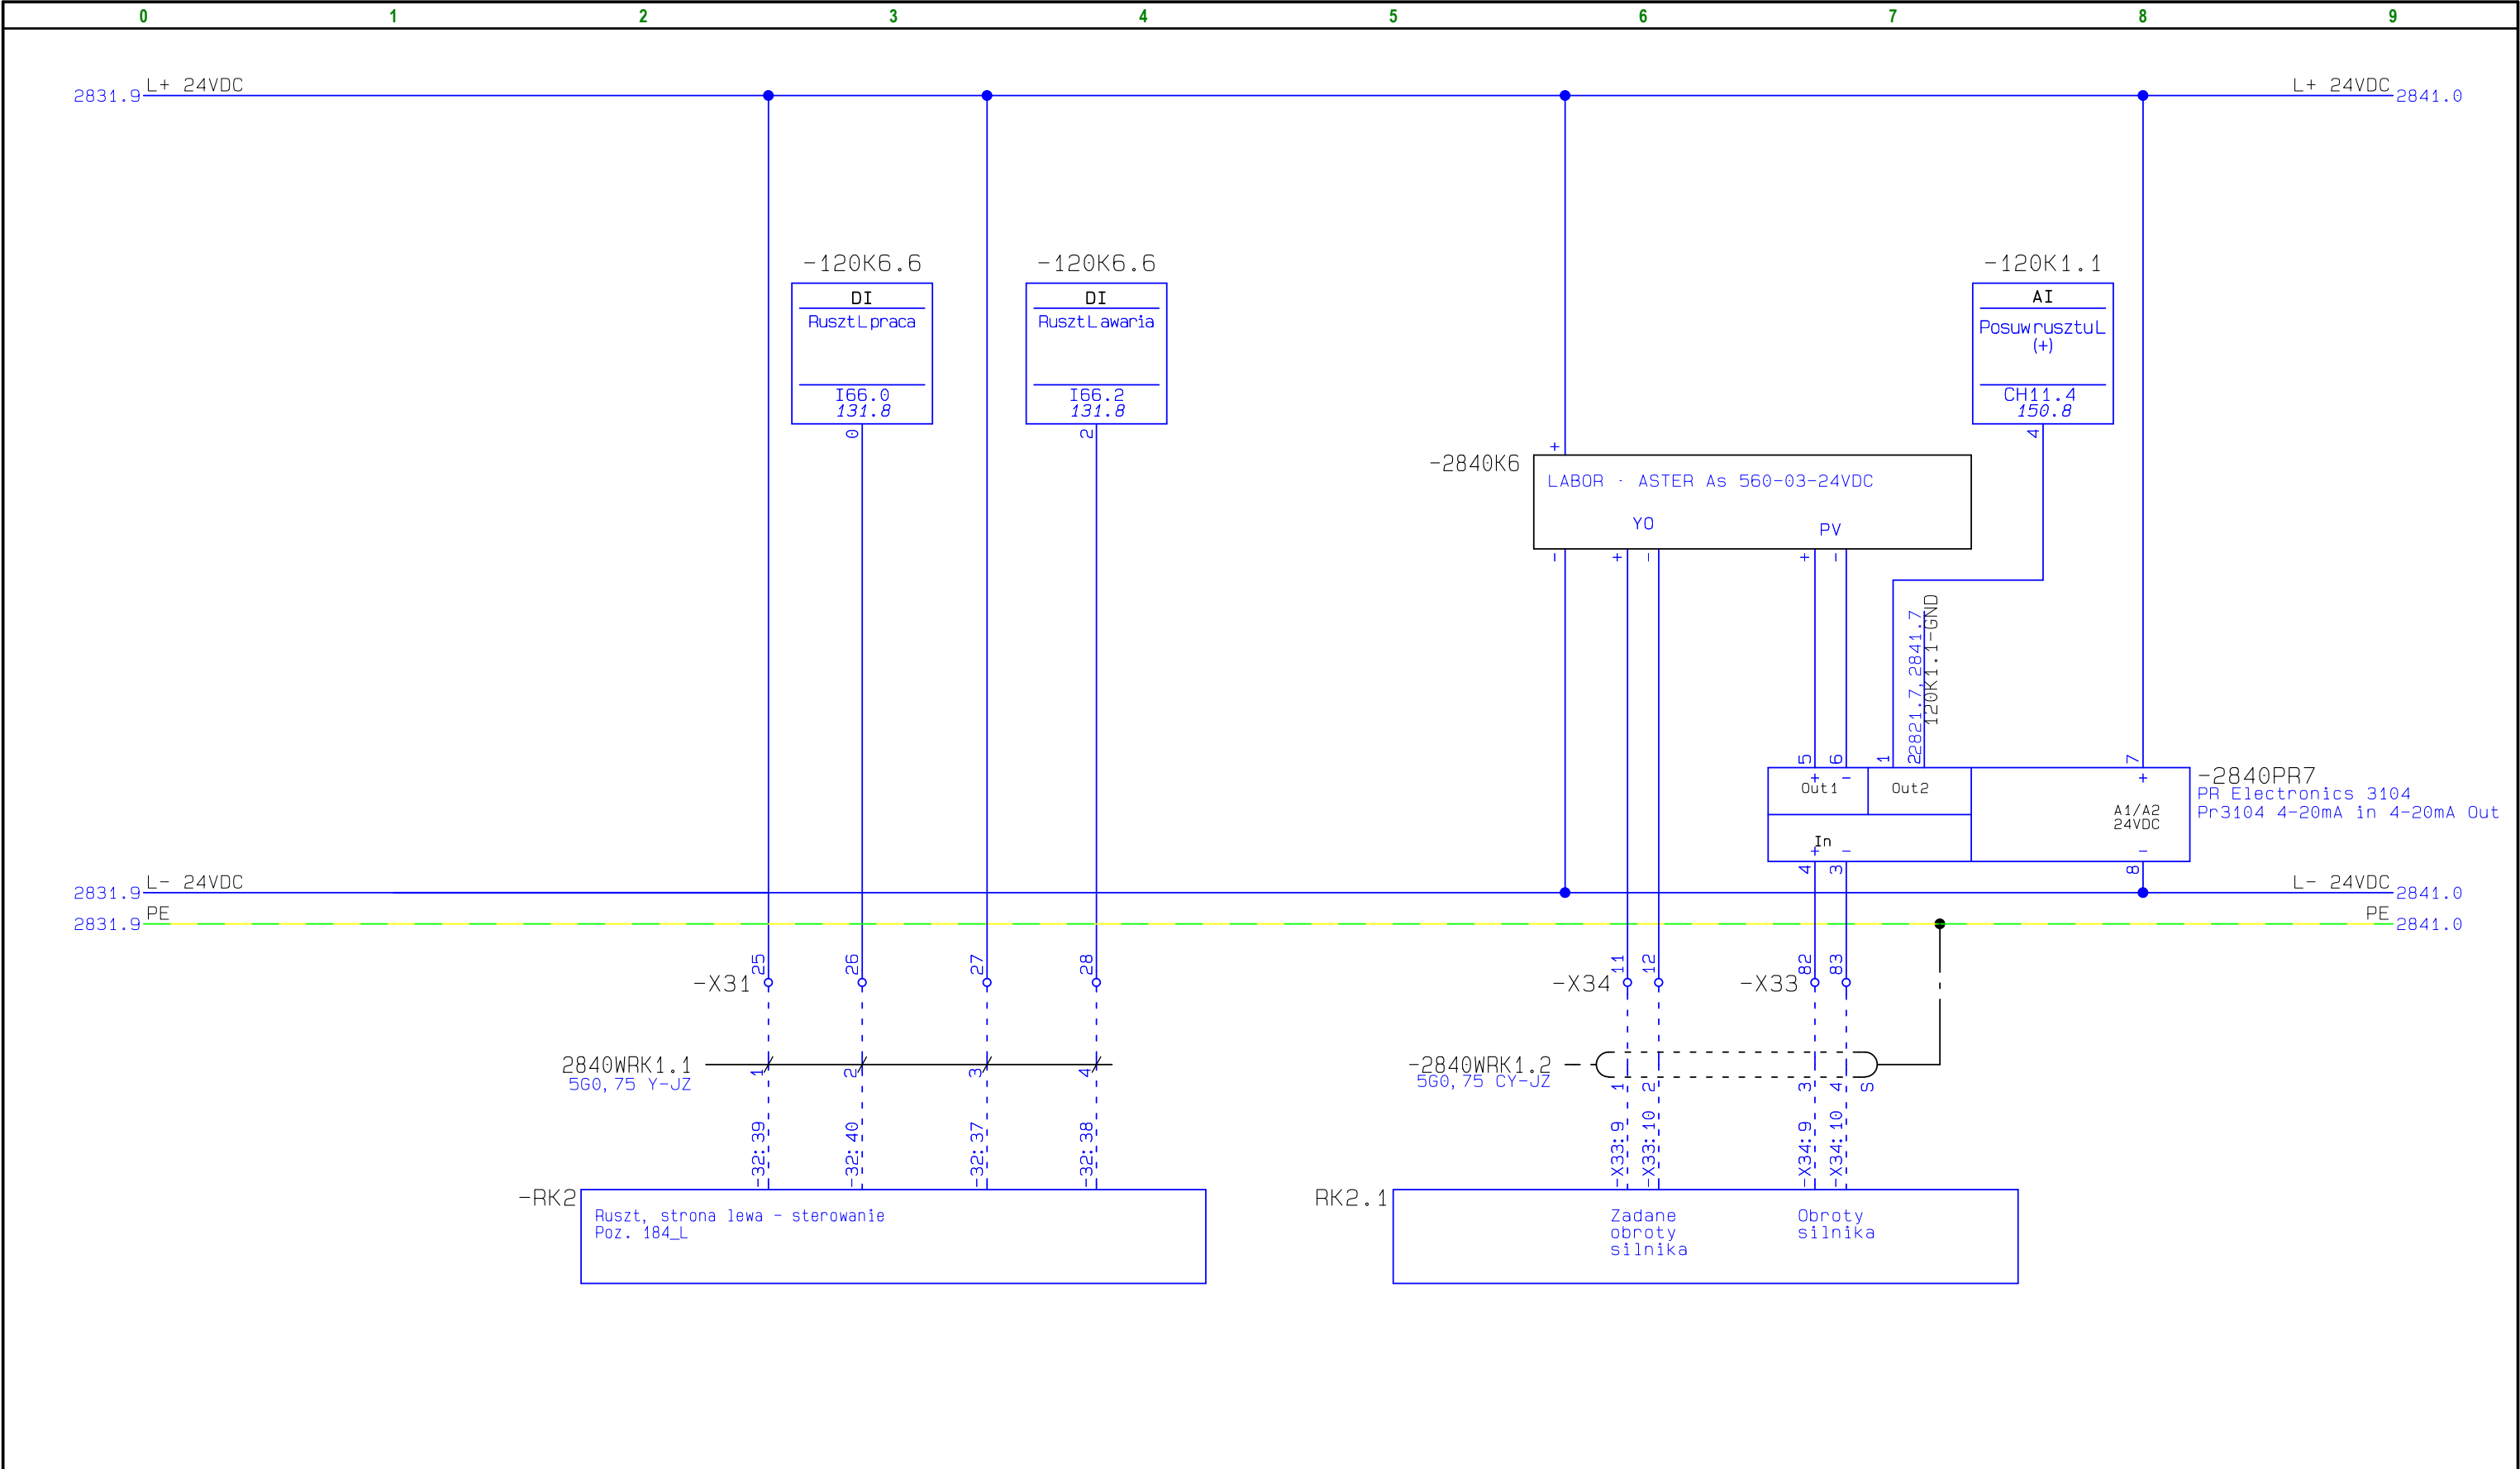 0 1 2 3 4 5 6 7 8 9
L+ 24VDC
2831.9
L+ 24VDC
2841.0
-120K6.6
DI
Ruszt L praca
I66.0
131.8
0
-120K6.6
DI
Ruszt L awaria
I66.2
131.8
2
-120K1.1
AI
Posuw rusztu L
(+)
CH11.4
150.8
4
-2840K6
+
LABOR - ASTER As 560-03-24VDC
YO
PV
- + - + -
2821.7,2841.7
120K1.1-GND
5 6 1 2 7
+ - +
Out1
Out2
In
+ - -
A1/A2
24VDC
4 3 8
-2840PR7
PR Electronics 3104
Pr3104 4-20mA in 4-20mA Out
L- 24VDC
2831.9
L- 24VDC
2841.0
PE
2831.9
PE
2841.0
-X31
25 26 27 28
-X34
11 12
-X33
82 83
2840WRK1.1
5G0,75 Y-JZ
1 2 3 4
-2840WRK1.2
5G0,75 CY-JZ
1 2 3 4 S
-32:39
-32:40
-32:37
-32:38
-X33:9
-X33:10
-X34:9
-X34:10
-RK2
Ruszt, strona lewa - sterowanie
Poz. 184_L
RK2.1
Zadane
obroty
silnika
Obroty
silnika